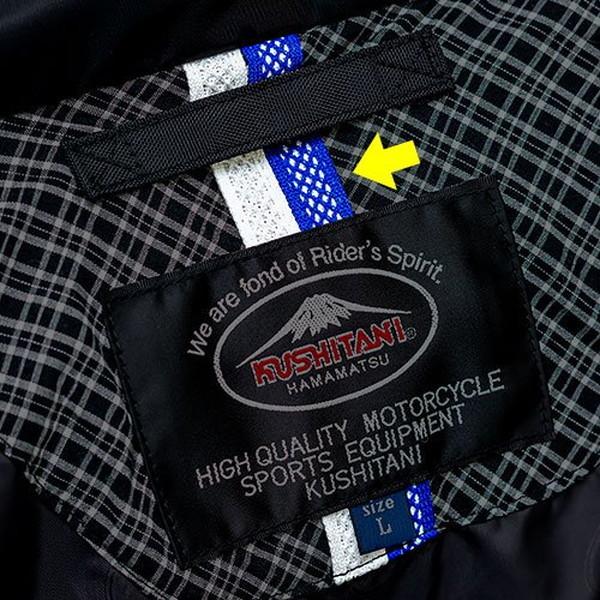 We are fond of Rider's Spirit.
KUSHITANI®
HAMAMATSU
HIGH QUALITY MOTORCYCLE
SPORTS EQUIPMENT
KUSHITANI
size
L